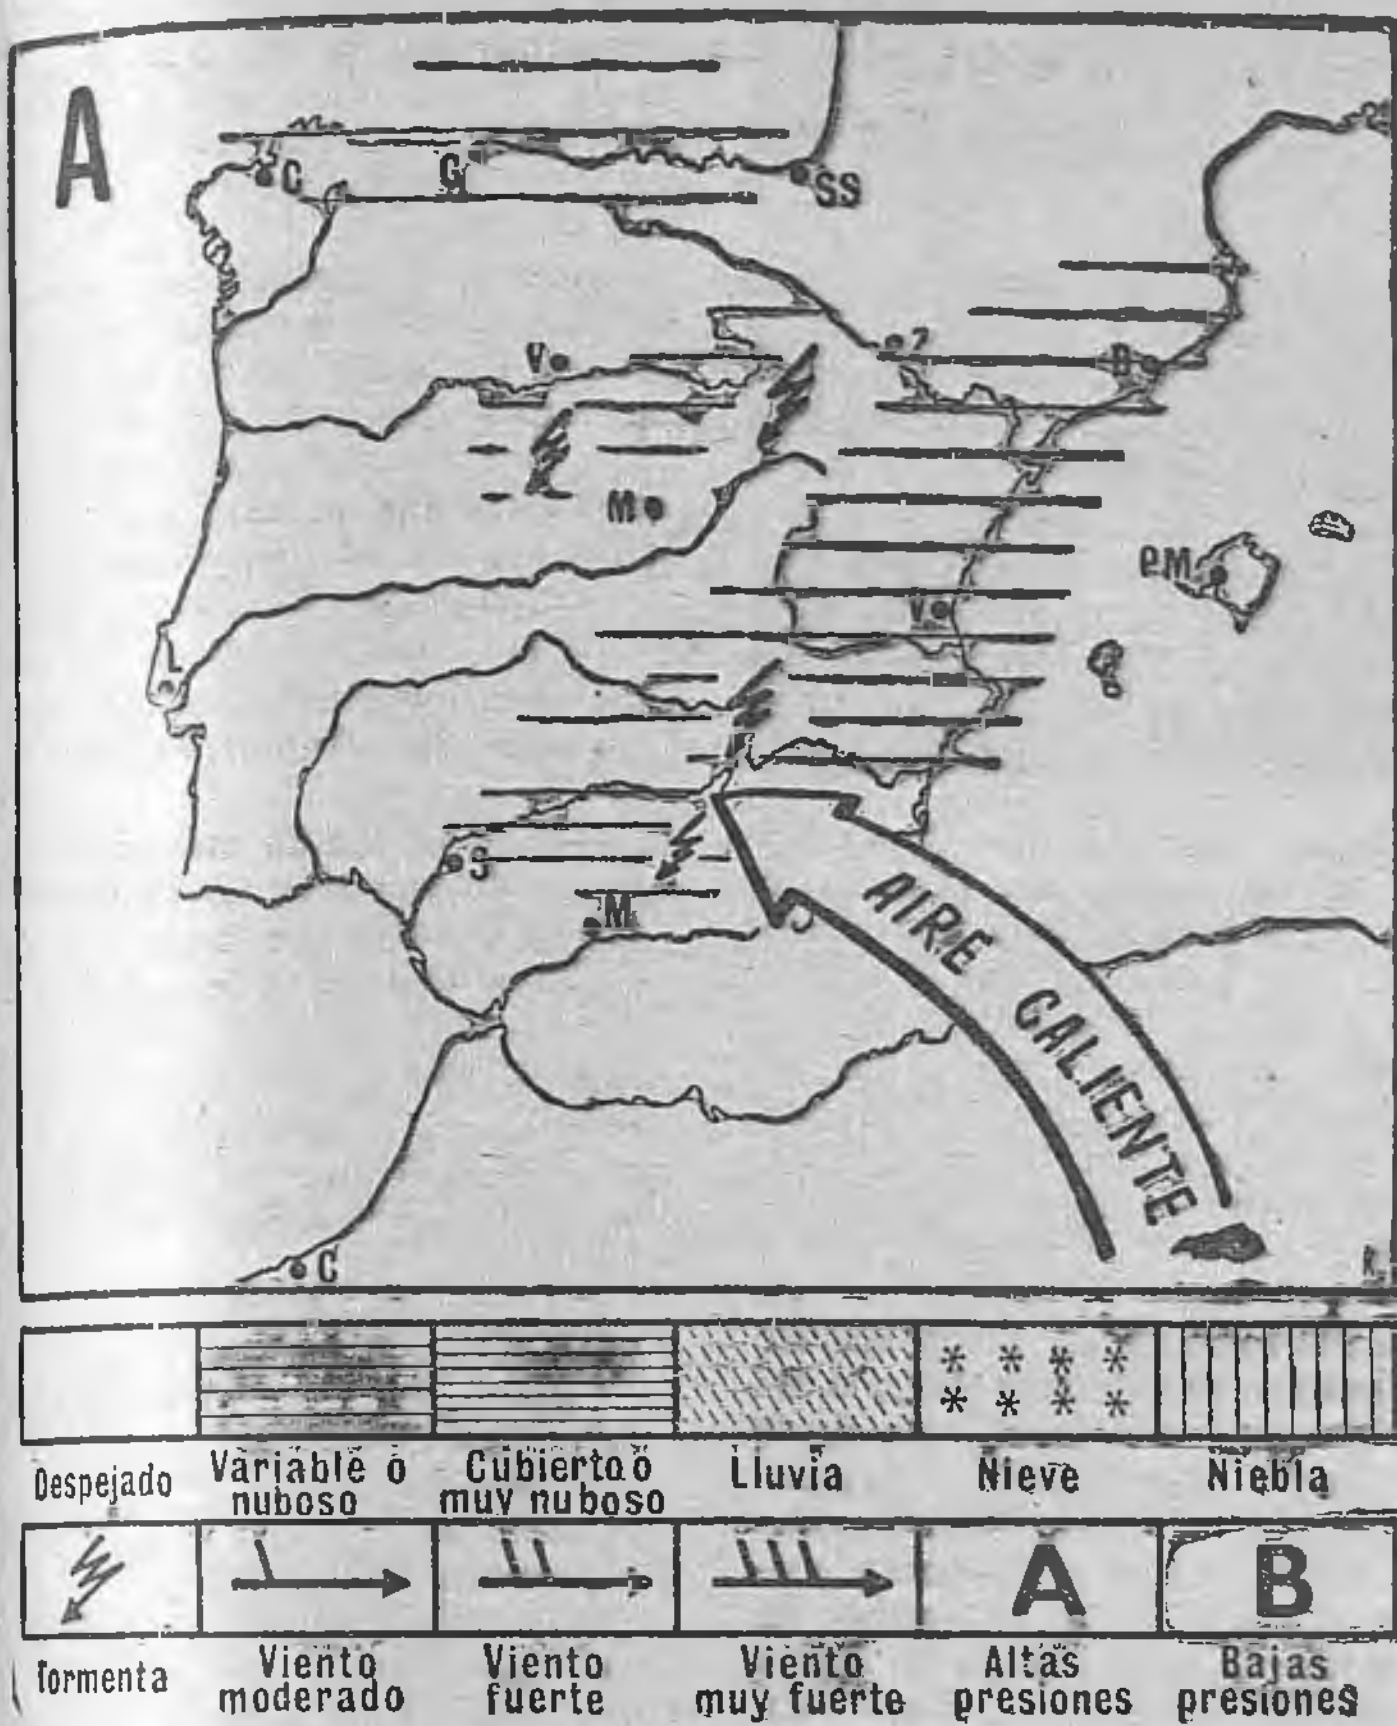 A
C
G
SS
Z
B
V
M
P.M
V
S
M
AIRE CALIENTE
C
R.
Despejado
Variable o
nuboso
Cubierto o
muy nuboso
Lluvia
Nieve
Niebla
A
B
Tormenta
Viento
moderado
Viento
fuerte
Viento
muy fuerte
Altas
presiones
Bajas
presiones